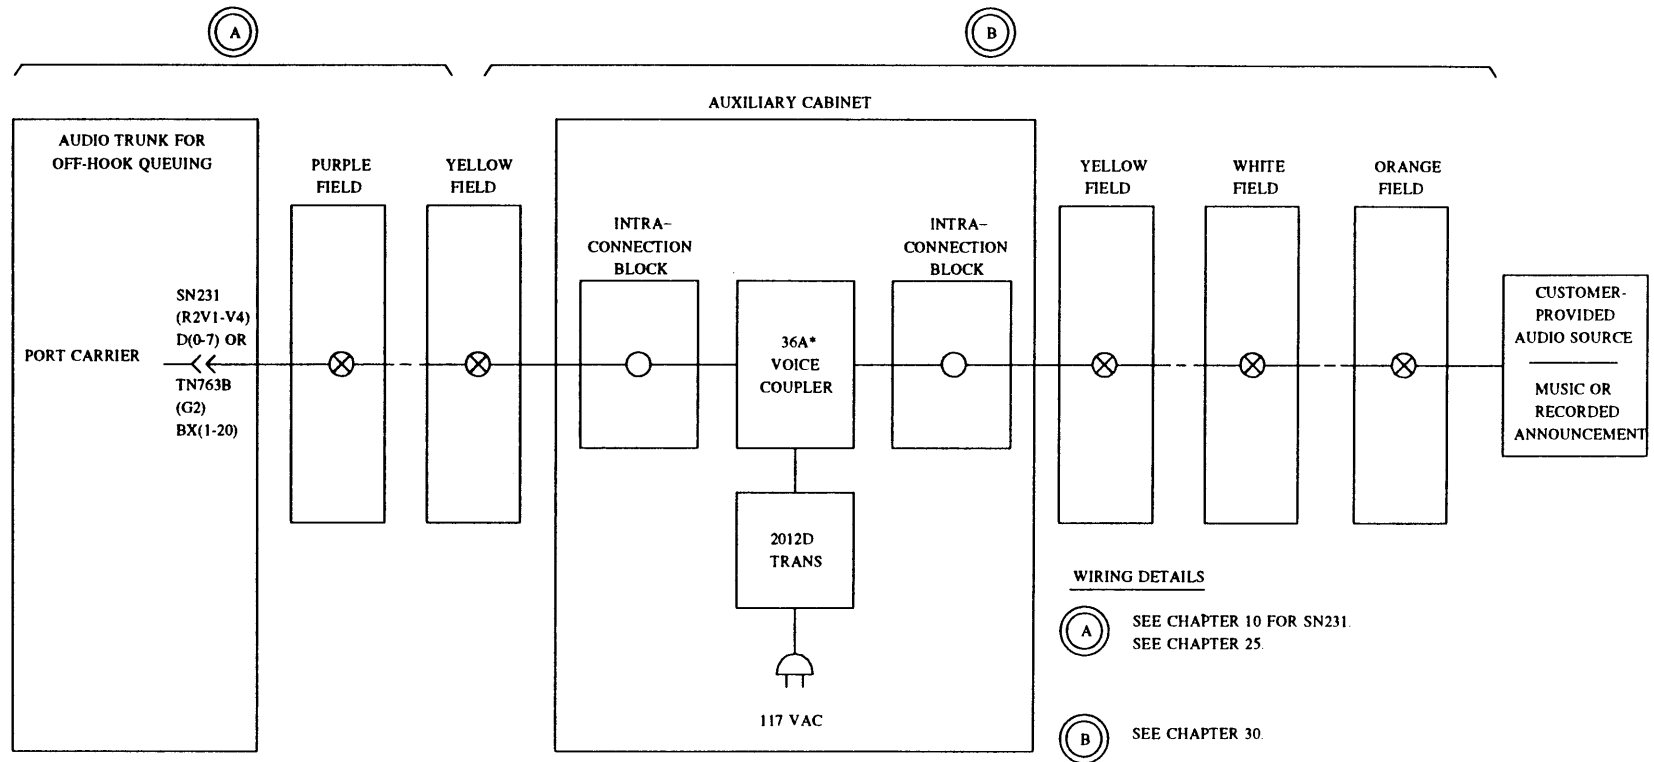 A
B
AUXILIARY CABINET
AUDIO TRUNK FOR
OFF-HOOK QUEUING
PURPLE
FIELD
YELLOW
FIELD
YELLOW
FIELD
WHITE
FIELD
ORANGE
FIELD
INTRA-
CONNECTION
BLOCK
INTRA-
CONNECTION
BLOCK
SN231
(R2V1-V4)
D(0-7) OR
PORT CARRIER
TN763B
(G2)
BX(1-20)
36A*
VOICE
COUPLER
CUSTOMER-
PROVIDED
AUDIO SOURCE
MUSIC OR
RECORDED
ANNOUNCEMENT
2012D
TRANS
117 VAC
WIRING DETAILS
A
SEE CHAPTER 10 FOR SN231.
SEE CHAPTER 25.
B
SEE CHAPTER 30.